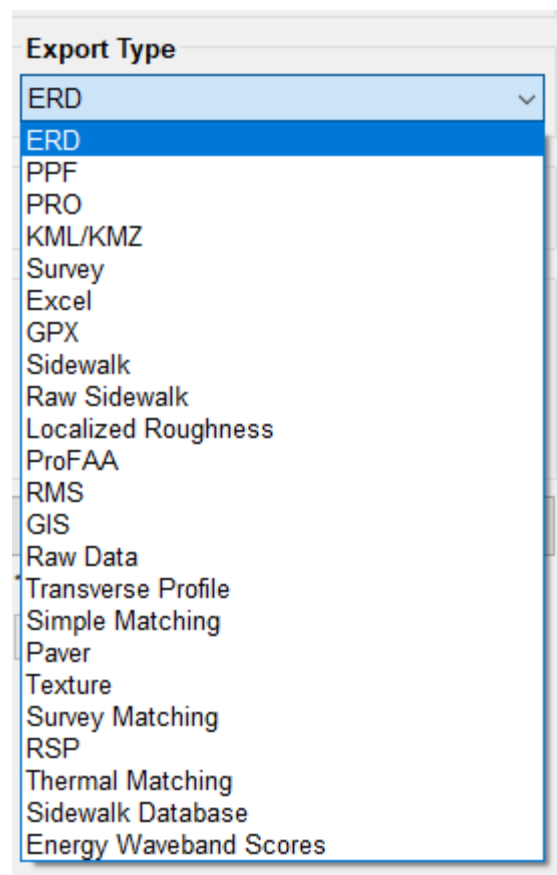 Export Type
ERD
ERD
PPF
PRO
KML/KMZ
Survey
Excel
GPX
Sidewalk
Raw Sidewalk
Localized Roughness
ProFAA
RMS
GIS
Raw Data
Transverse Profile
Simple Matching
Paver
Texture
Survey Matching
RSP
Thermal Matching
Sidewalk Database
Energy Waveband Scores